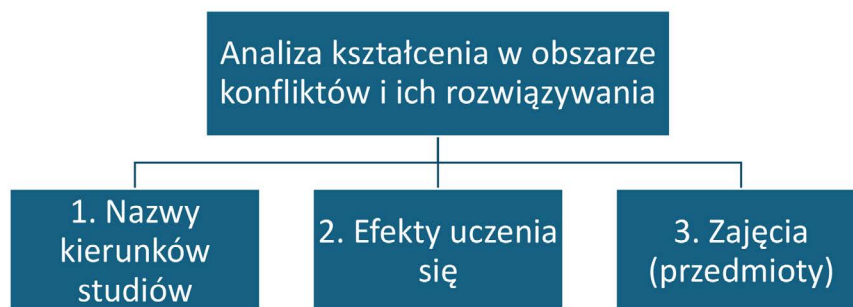 Analiza kształcenia w obszarze
konfliktów i ich rozwiązywania
1. Nazwy
kierunków
studiów
2. Efekty uczenia
się
3. Zajęcia
(przedmioty)